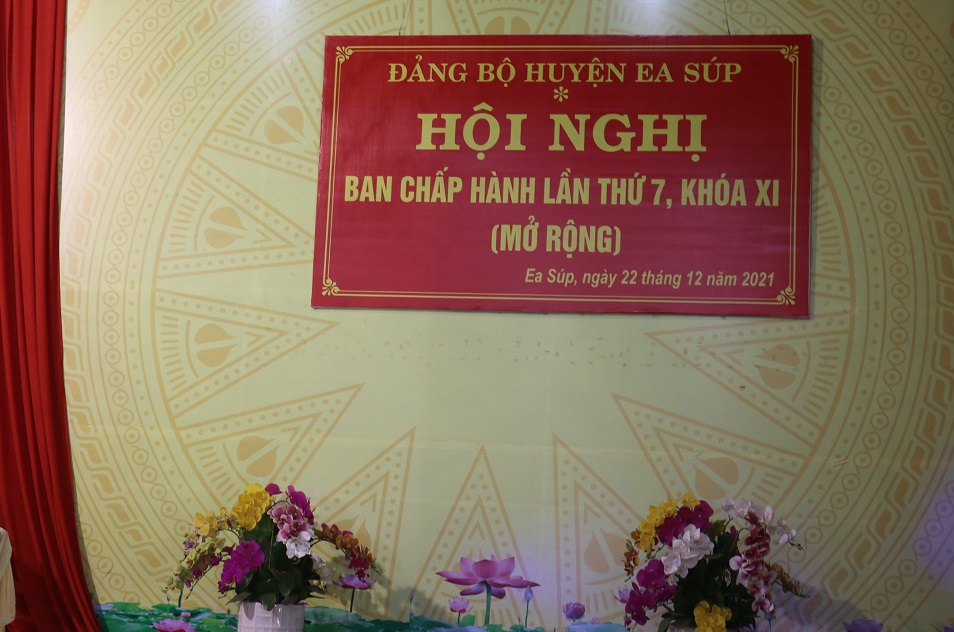 ĐẢNG BỘ HUYỆN EA SÚP
*
HỘI NGHỊ
BAN CHẤP HÀNH LẦN THỨ 7, KHÓA XI
(MỞ RỘNG)
Ea Súp, ngày 22 tháng 12 năm 2021